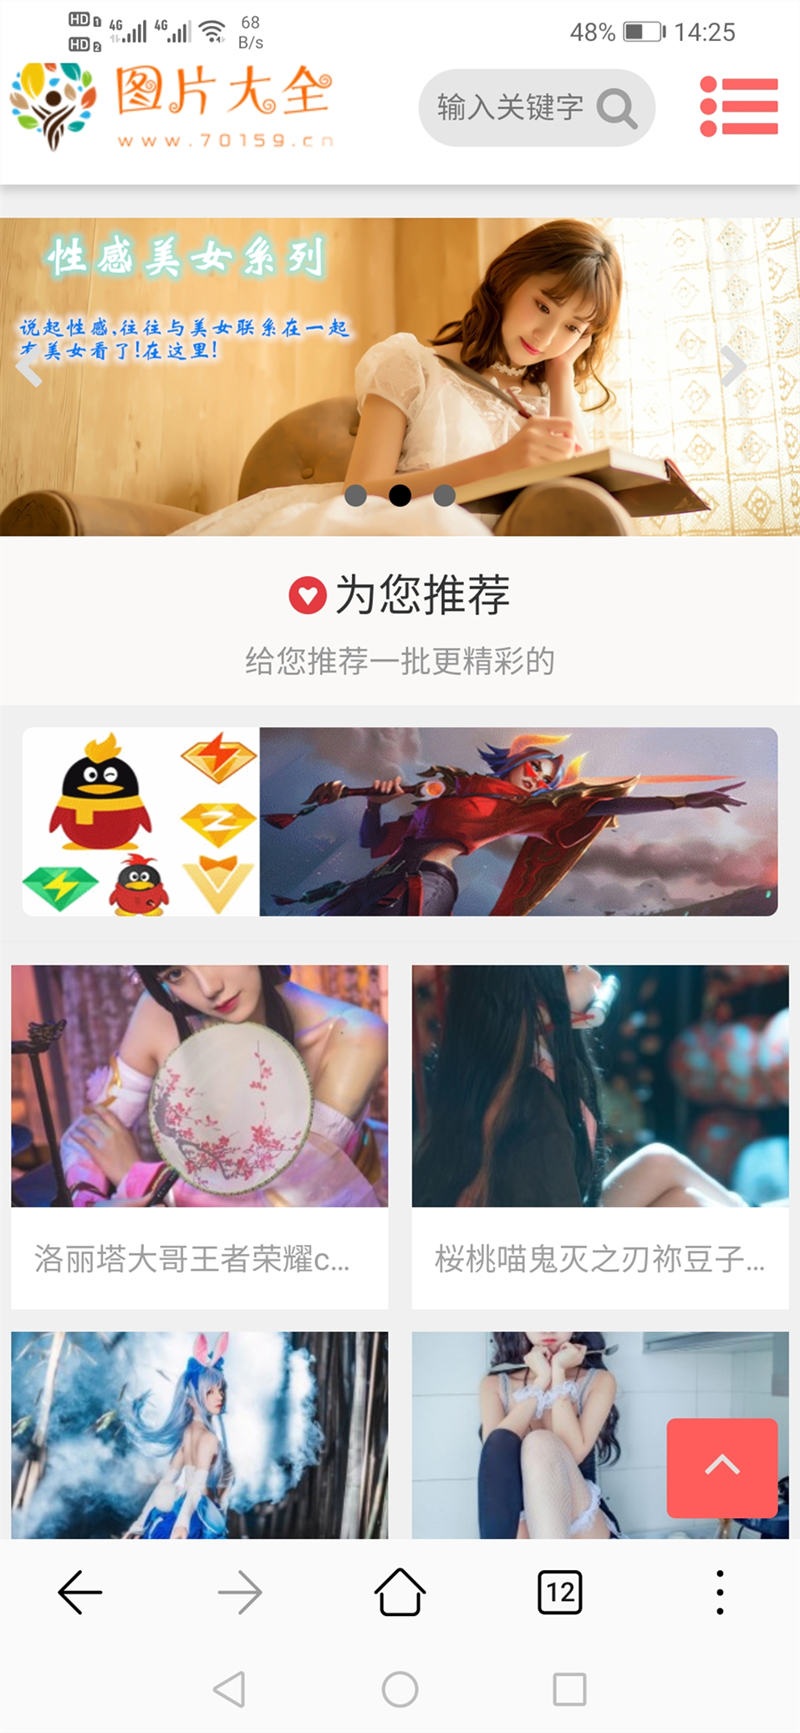 HD 1 4G 4G 68 B/s 48% 14:25
HD 2
图片大全
www.70159.cn
输入关键字
性感美女系列
说起性感,往往与美女联系在一起
有美女看了!在这里!
为您推荐
给您推荐一批更精彩的
洛丽塔大哥王者荣耀c...
桜桃喵鬼灭之刃祢豆子...
12